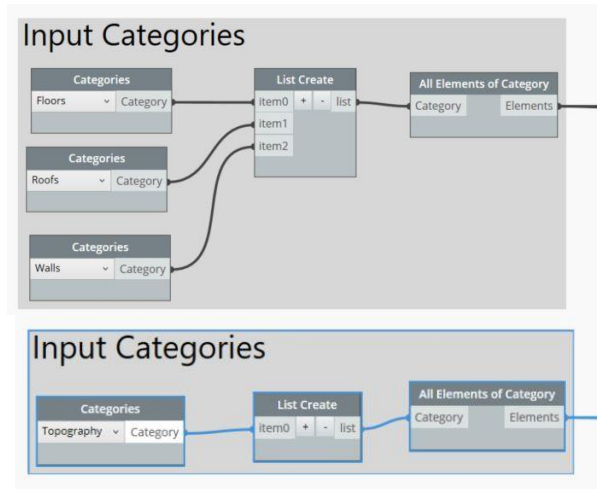 Input Categories
Categories
Floors
Category
Categories
Roofs
Category
Categories
Walls
Category
List Create
item0 + - list
item1
item2
All Elements of Category
Category Elements
Input Categories
Categories
Topography
Category
List Create
item0 + - list
All Elements of Category
Category Elements